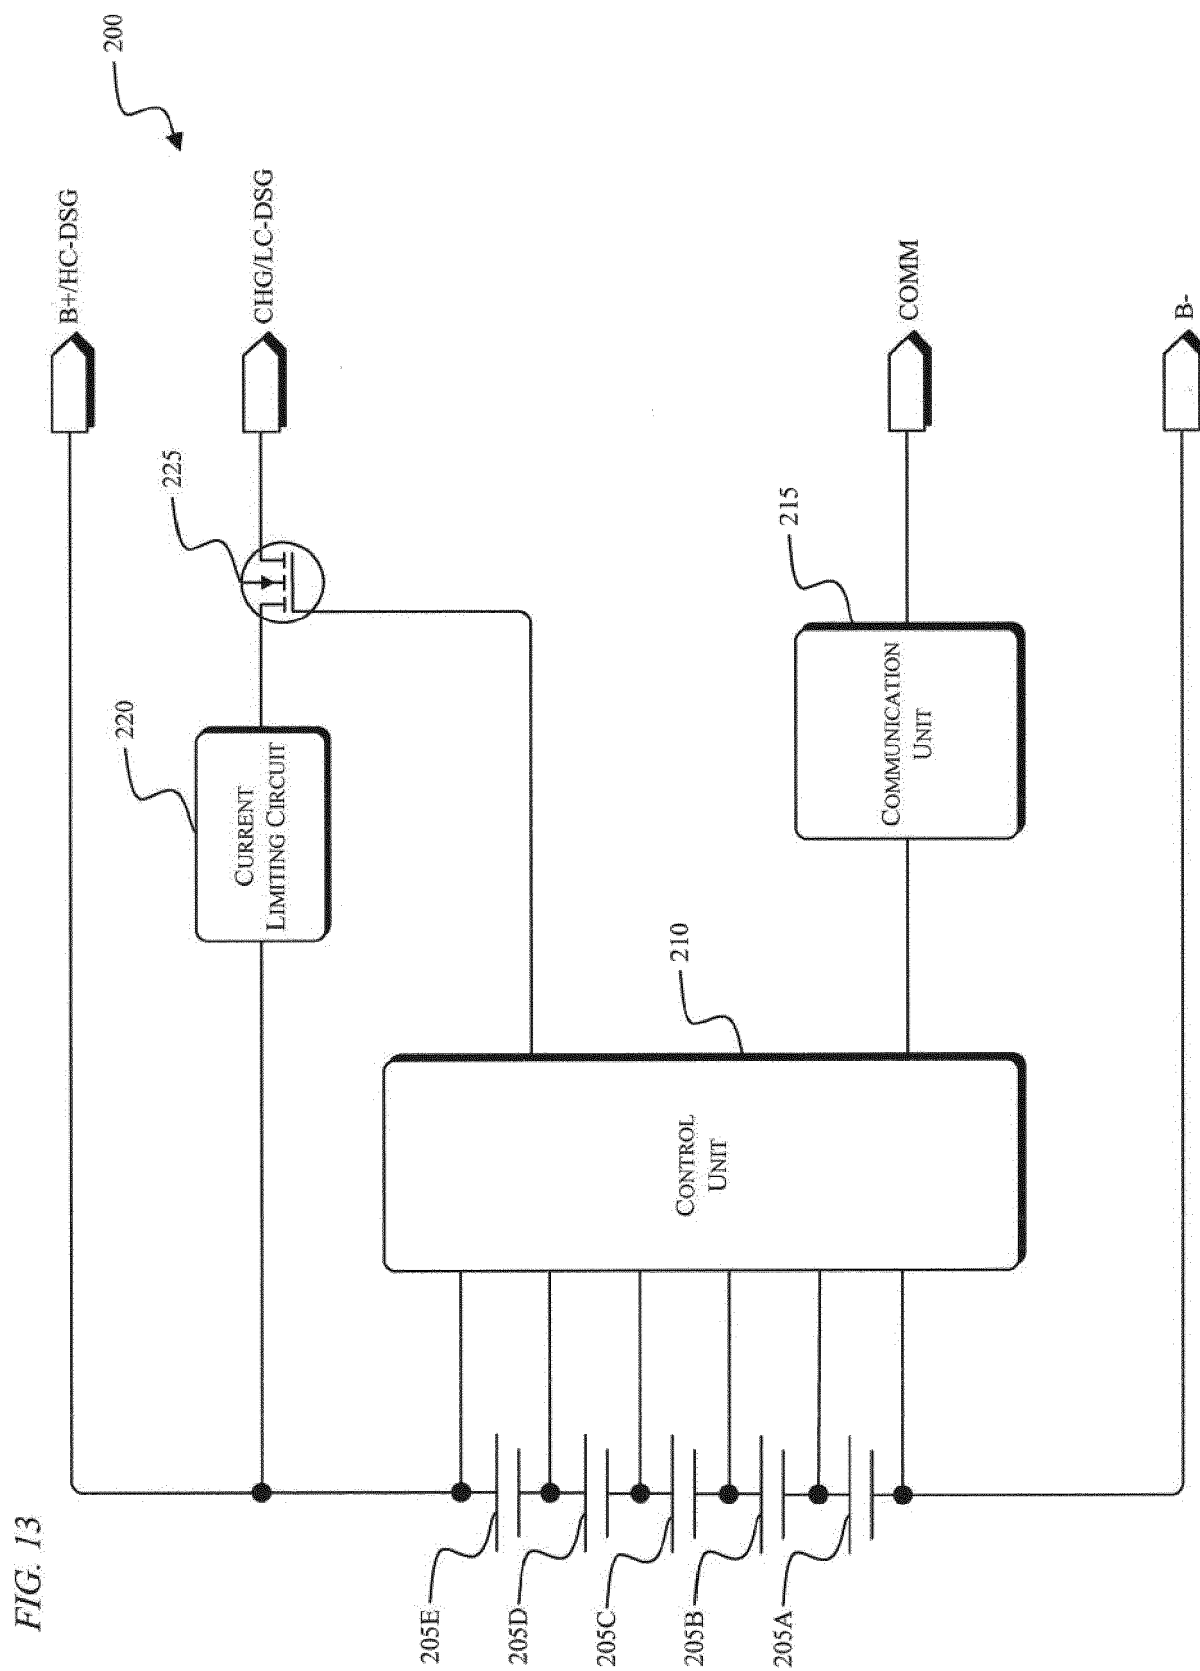 FIG. 13
200
B+/HC-DSG
CHG/LC-DSG
225
220
CURRENT
LIMITING CIRCUIT
COMM
215
COMMUNICATION
UNIT
210
CONTROL
UNIT
B-
205E
205D
205C
205B
205A